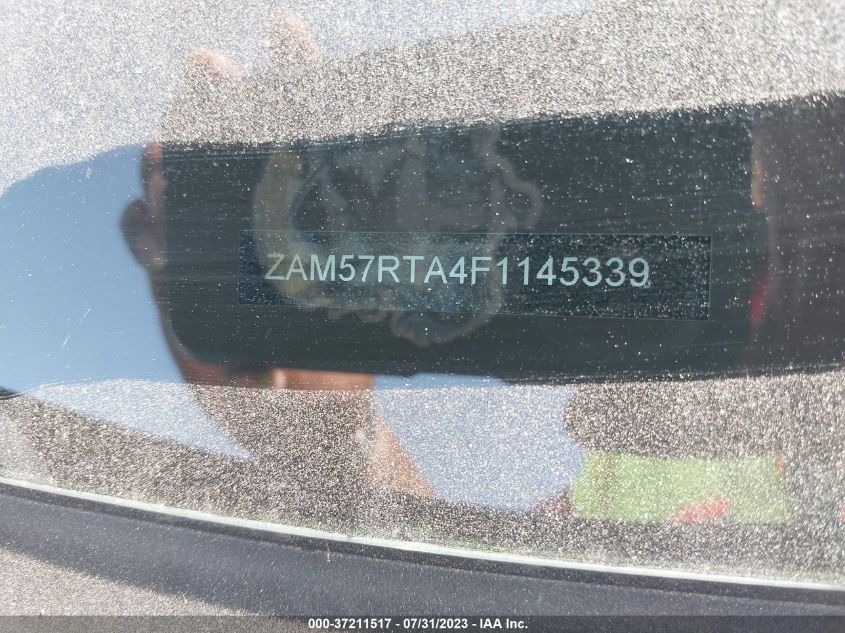 ZAM57RTA4F1145339
000-37211517 - 07/31/2023 - IAA Inc.